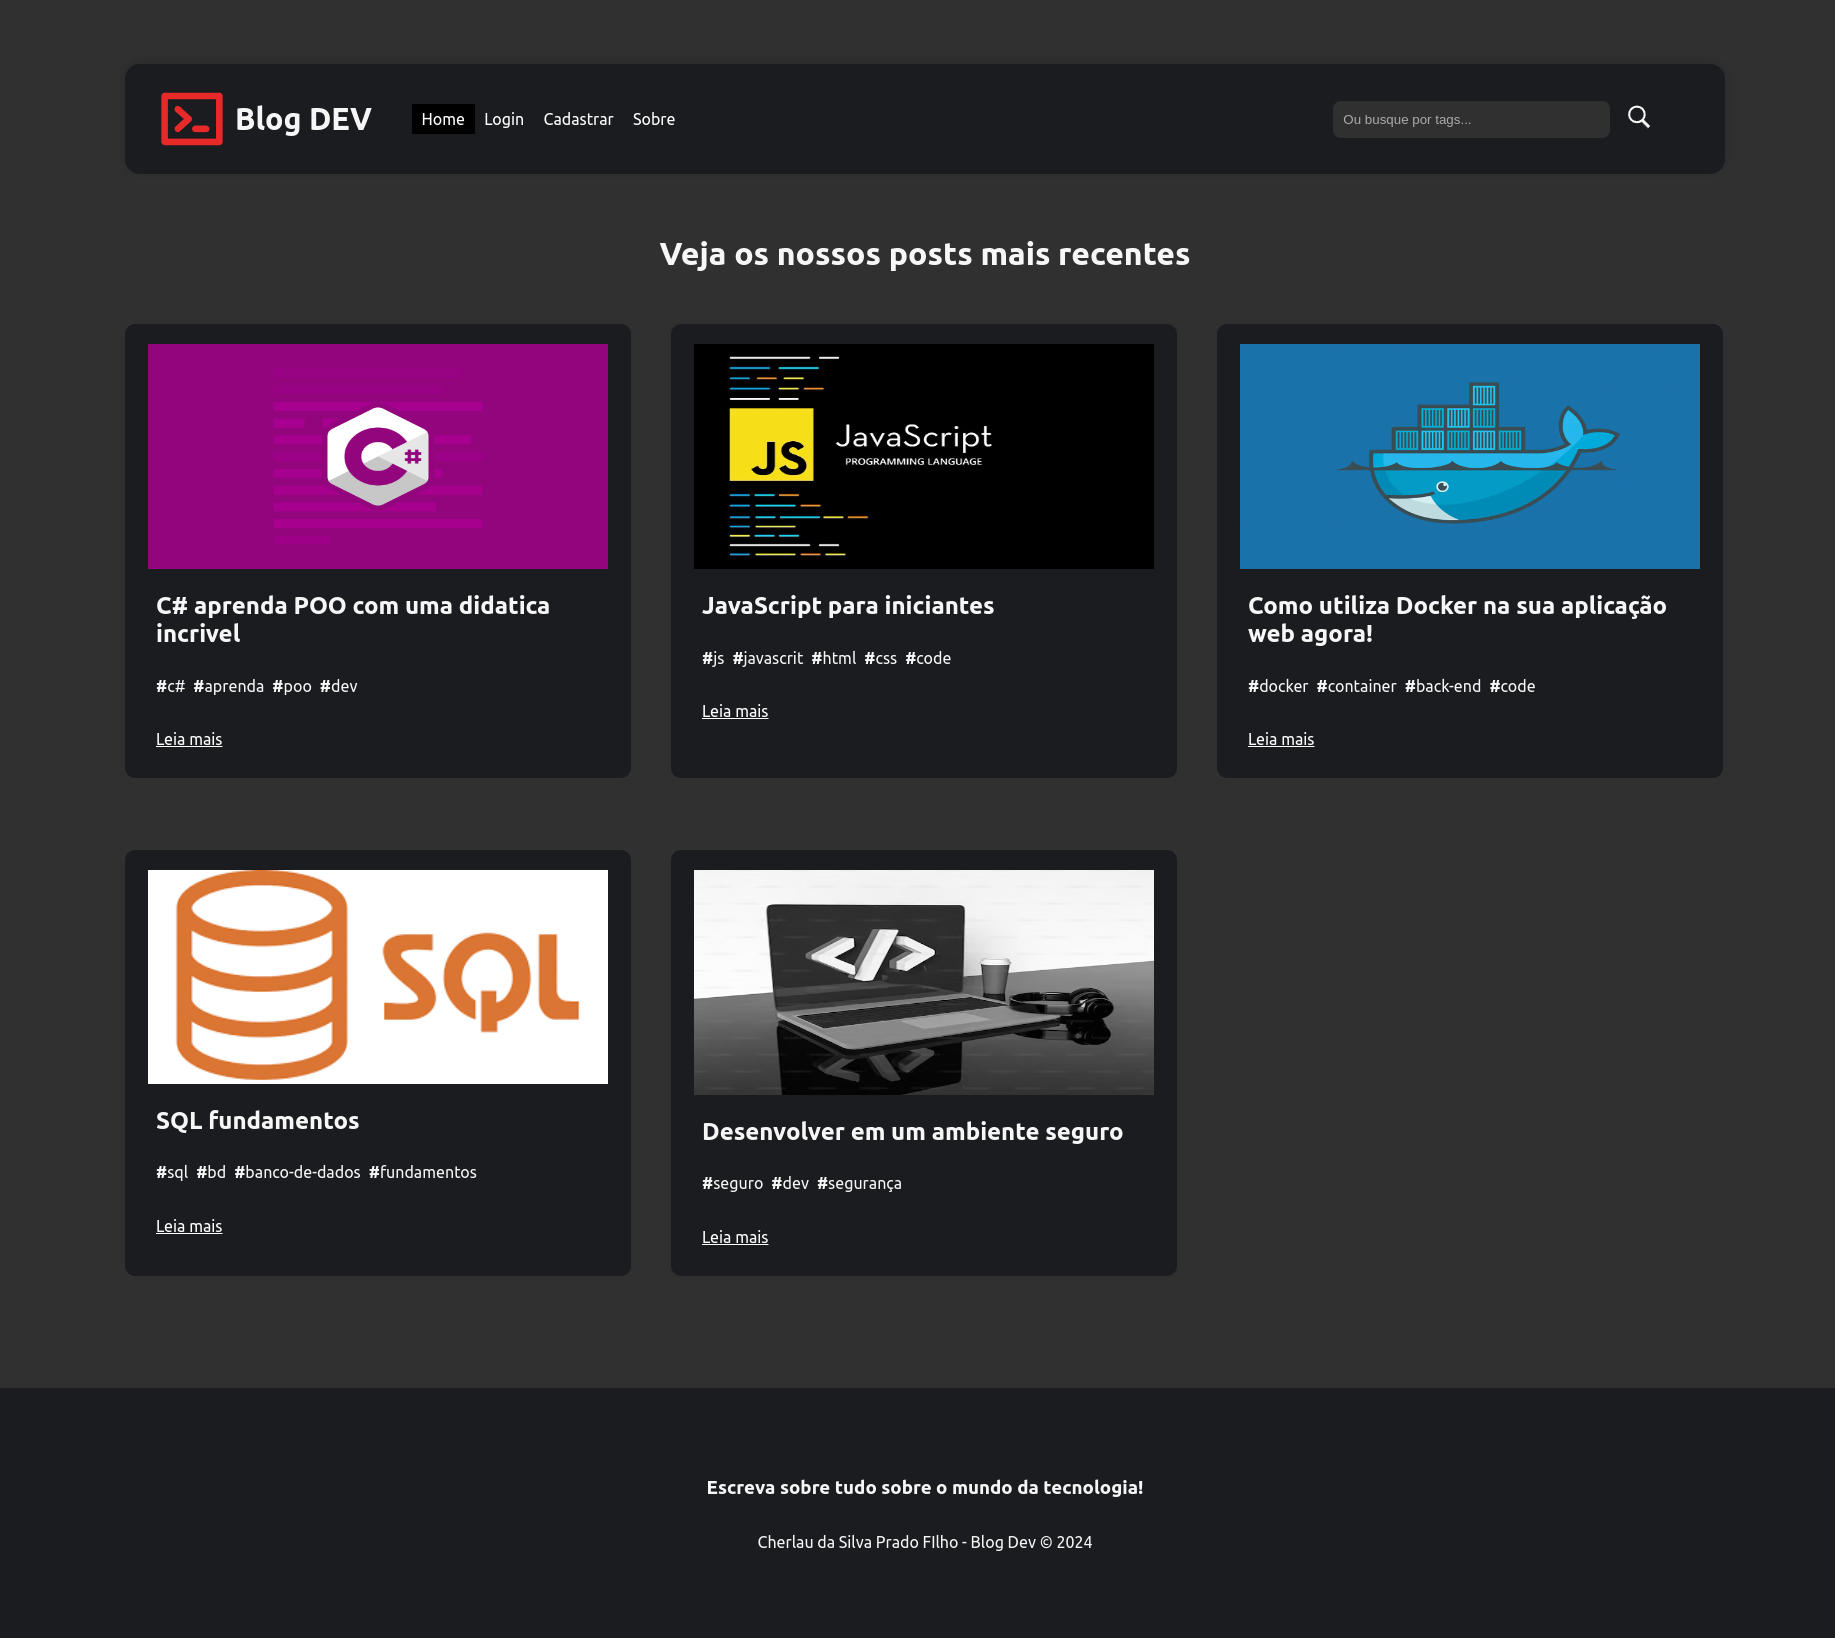 Blog DEV
Home Login Cadastrar Sobre
Ou busque por tags...
Veja os nossos posts mais recentes
C#
C# aprenda POO com uma didatica
incrivel
#c# #aprenda #poo #dev
Leia mais
JS
JavaScript
PROGRAMMING LANGUAGE
JavaScript para iniciantes
#js #javascrit #html #css #code
Leia mais
Como utiliza Docker na sua aplicação
web agora!
#docker #container #back-end #code
Leia mais
SQL
SQL fundamentos
#sql #bd #banco-de-dados #fundamentos
Leia mais
</>
Desenvolver em um ambiente seguro
#seguro #dev #segurança
Leia mais
Escreva sobre tudo sobre o mundo da tecnologia!
Cherlau da Silva Prado FIlho - Blog Dev © 2024